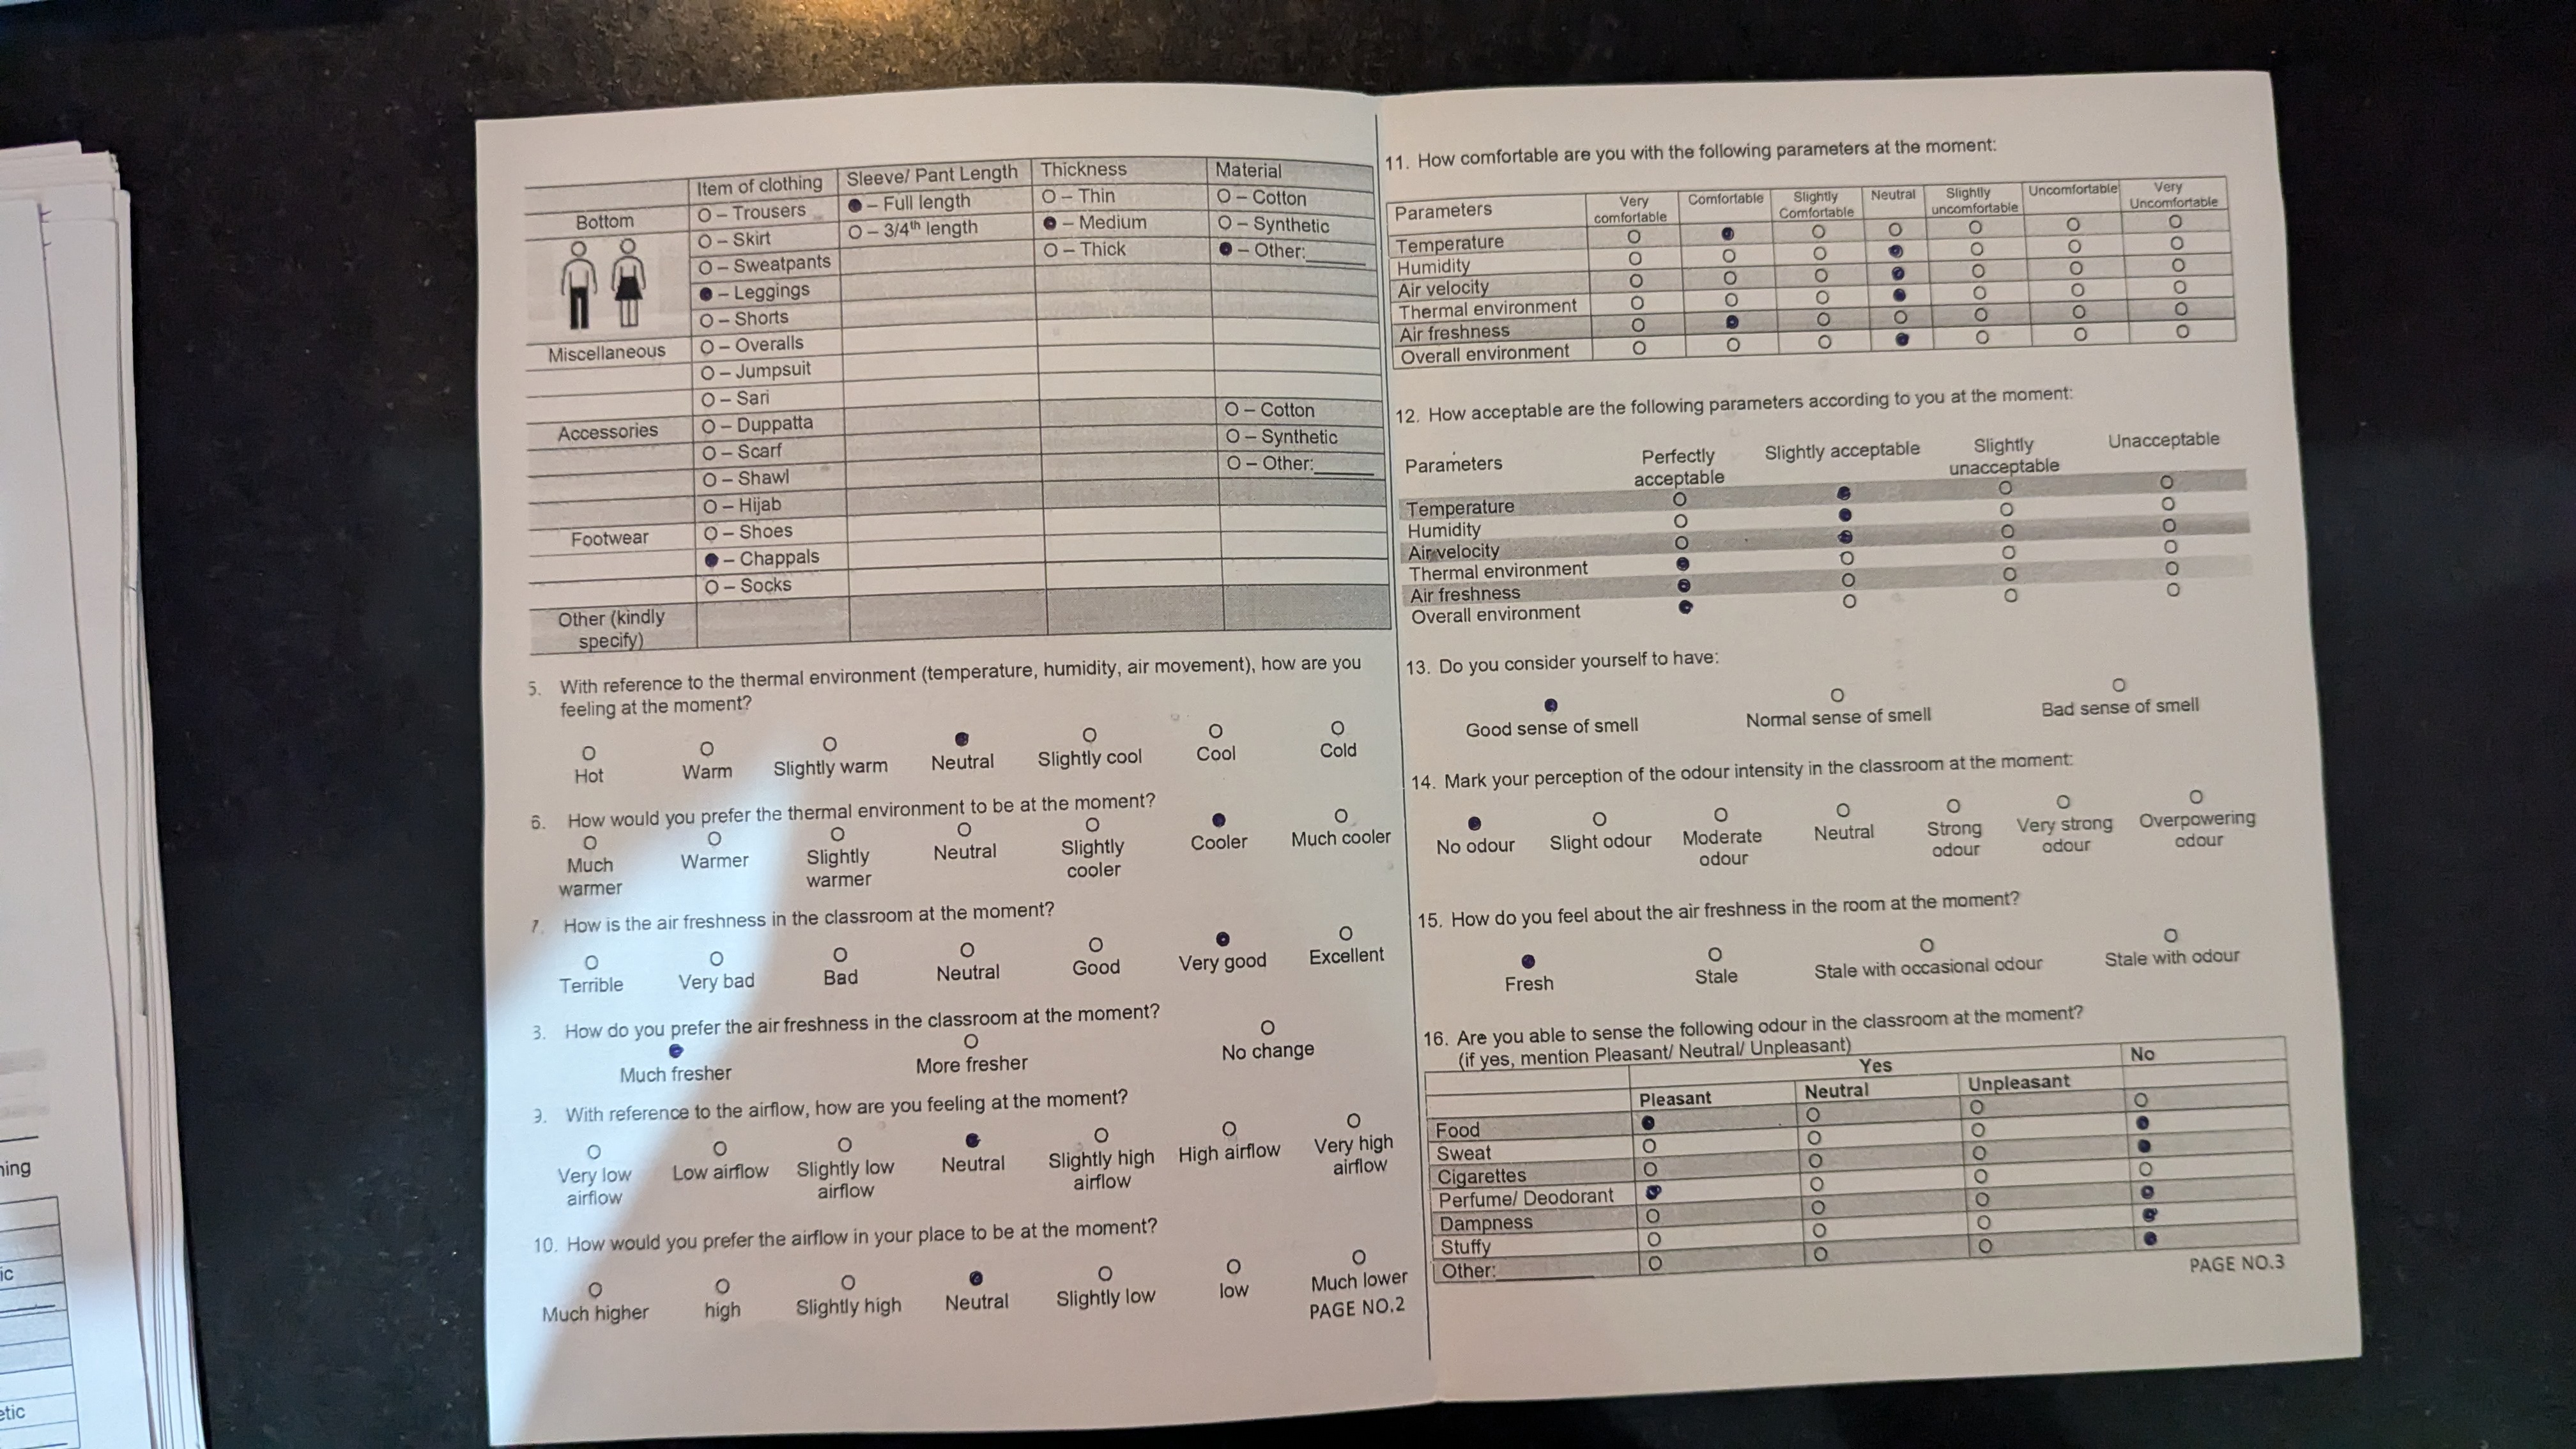 Item of clothing Sleeve/ Pant Length Thickness Material
Bottom O – Trousers ● – Full length O – Thin O – Cotton
O – Skirt O – 3/4th length ● – Medium O – Synthetic
O – Sweatpants O – Thick ● – Other:______
● – Leggings
O – Shorts
Miscellaneous O – Overalls
O – Jumpsuit
O – Sari
Accessories O – Duppatta O – Cotton
O – Scarf O – Synthetic
O – Shawl O – Other:______
O – Hijab
Footwear O – Shoes
● – Chappals
O – Socks
Other (kindly
specify)
5. With reference to the thermal environment (temperature, humidity, air movement), how are you
feeling at the moment?
O O O ● O O O
Hot Warm Slightly warm Neutral Slightly cool Cool Cold
6. How would you prefer the thermal environment to be at the moment?
O O O O O ● O
Much Warmer Slightly Neutral Slightly Cooler Much cooler
warmer warmer cooler
7. How is the air freshness in the classroom at the moment?
O O O O O ● O
Terrible Very bad Bad Neutral Good Very good Excellent
3. How do you prefer the air freshness in the classroom at the moment?
● O O
Much fresher More fresher No change
9. With reference to the airflow, how are you feeling at the moment?
O O O ● O O O
Very low Low airflow Slightly low Neutral Slightly high High airflow Very high
airflow airflow airflow airflow
10. How would you prefer the airflow in your place to be at the moment?
O O O ● O O O
Much higher high Slightly high Neutral Slightly low low Much lower
PAGE NO.2
11. How comfortable are you with the following parameters at the moment:
Parameters Very Comfortable Slightly Neutral Slightly Uncomfortable Very
comfortable Comfortable uncomfortable Uncomfortable
Temperature O ● O O O O O
Humidity O O O ● O O O
Air velocity O O O ● O O O
Thermal environment O O O ● O O O
Air freshness O ● O O O O O
Overall environment O O O ● O O O
12. How acceptable are the following parameters according to you at the moment:
Parameters Perfectly Slightly acceptable Slightly Unacceptable
acceptable unacceptable
Temperature O ● O O
Humidity O ● O O
Air velocity O ● O O
Thermal environment ● O O O
Air freshness ● O O O
Overall environment ● O O O
13. Do you consider yourself to have:
● O O
Good sense of smell Normal sense of smell Bad sense of smell
14. Mark your perception of the odour intensity in the classroom at the moment:
● O O O O O O
No odour Slight odour Moderate Neutral Strong Very strong Overpowering
odour odour odour odour
15. How do you feel about the air freshness in the room at the moment?
● O O O
Fresh Stale Stale with occasional odour Stale with odour
16. Are you able to sense the following odour in the classroom at the moment?
(if yes, mention Pleasant/ Neutral/ Unpleasant)
Yes No
Pleasant Neutral Unpleasant
Food ● O O O
Sweat O O O ●
Cigarettes O O O ●
Perfume/ Deodorant ● O O O
Dampness O O O ●
Stuffy O O O ●
Other:__________ O O O ●
PAGE NO.3